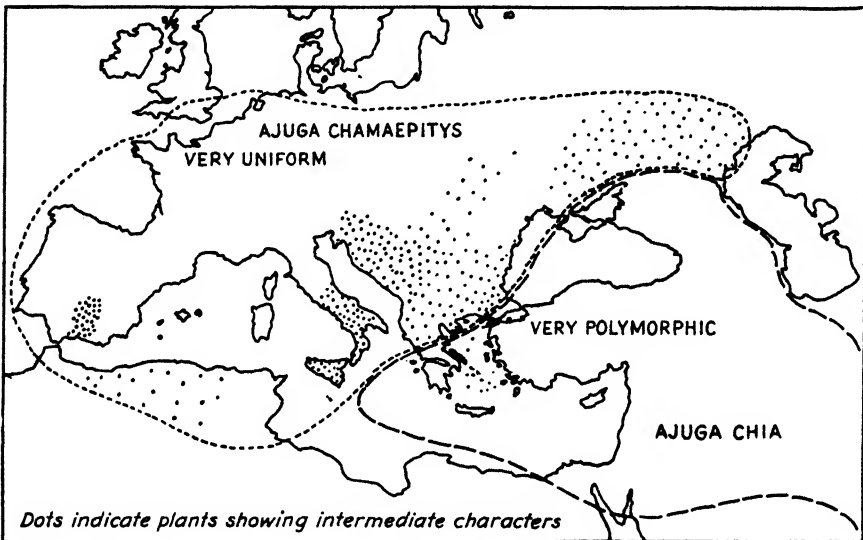 AJUGA CHAMAEPITYS
VERY UNIFORM
VERY POLYMORPHIC
AJUGA CHIA
Dots indicate plants showing intermediate characters